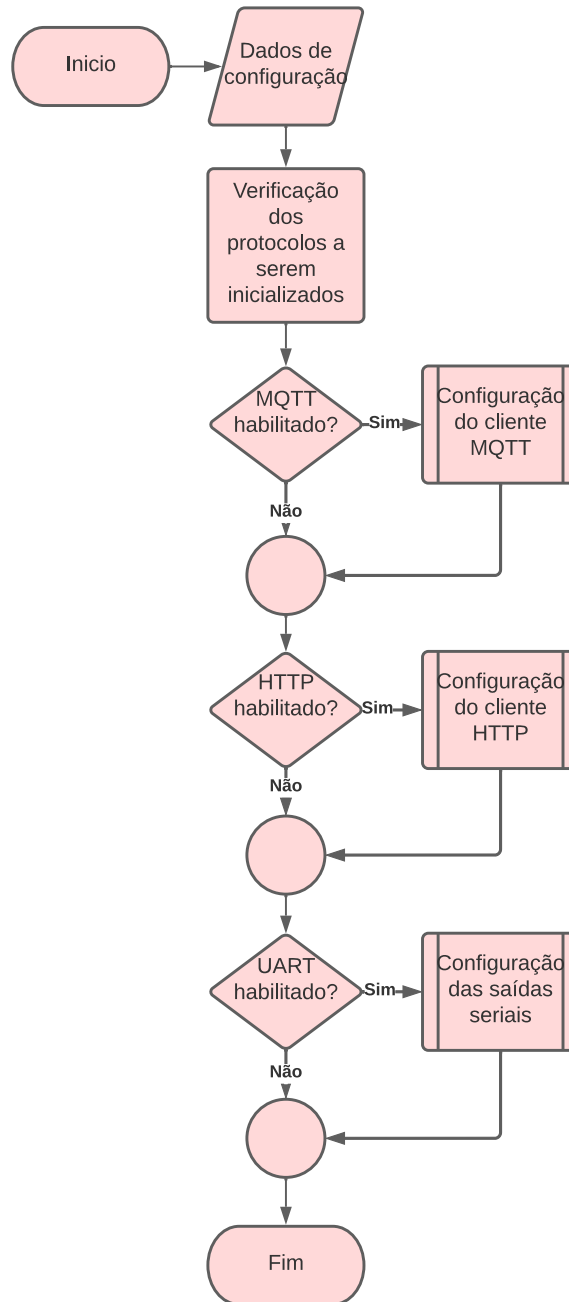 Inicio
Dados de
configuração
Verificação
dos
protocolos a
serem
inicializados
MQTT
habilitado?
Sim
Configuração
do cliente
MQTT
Não
HTTP
habilitado?
Sim
Configuração
do cliente
HTTP
Não
UART
habilitado?
Sim
Configuração
das saídas
seriais
Não
Fim